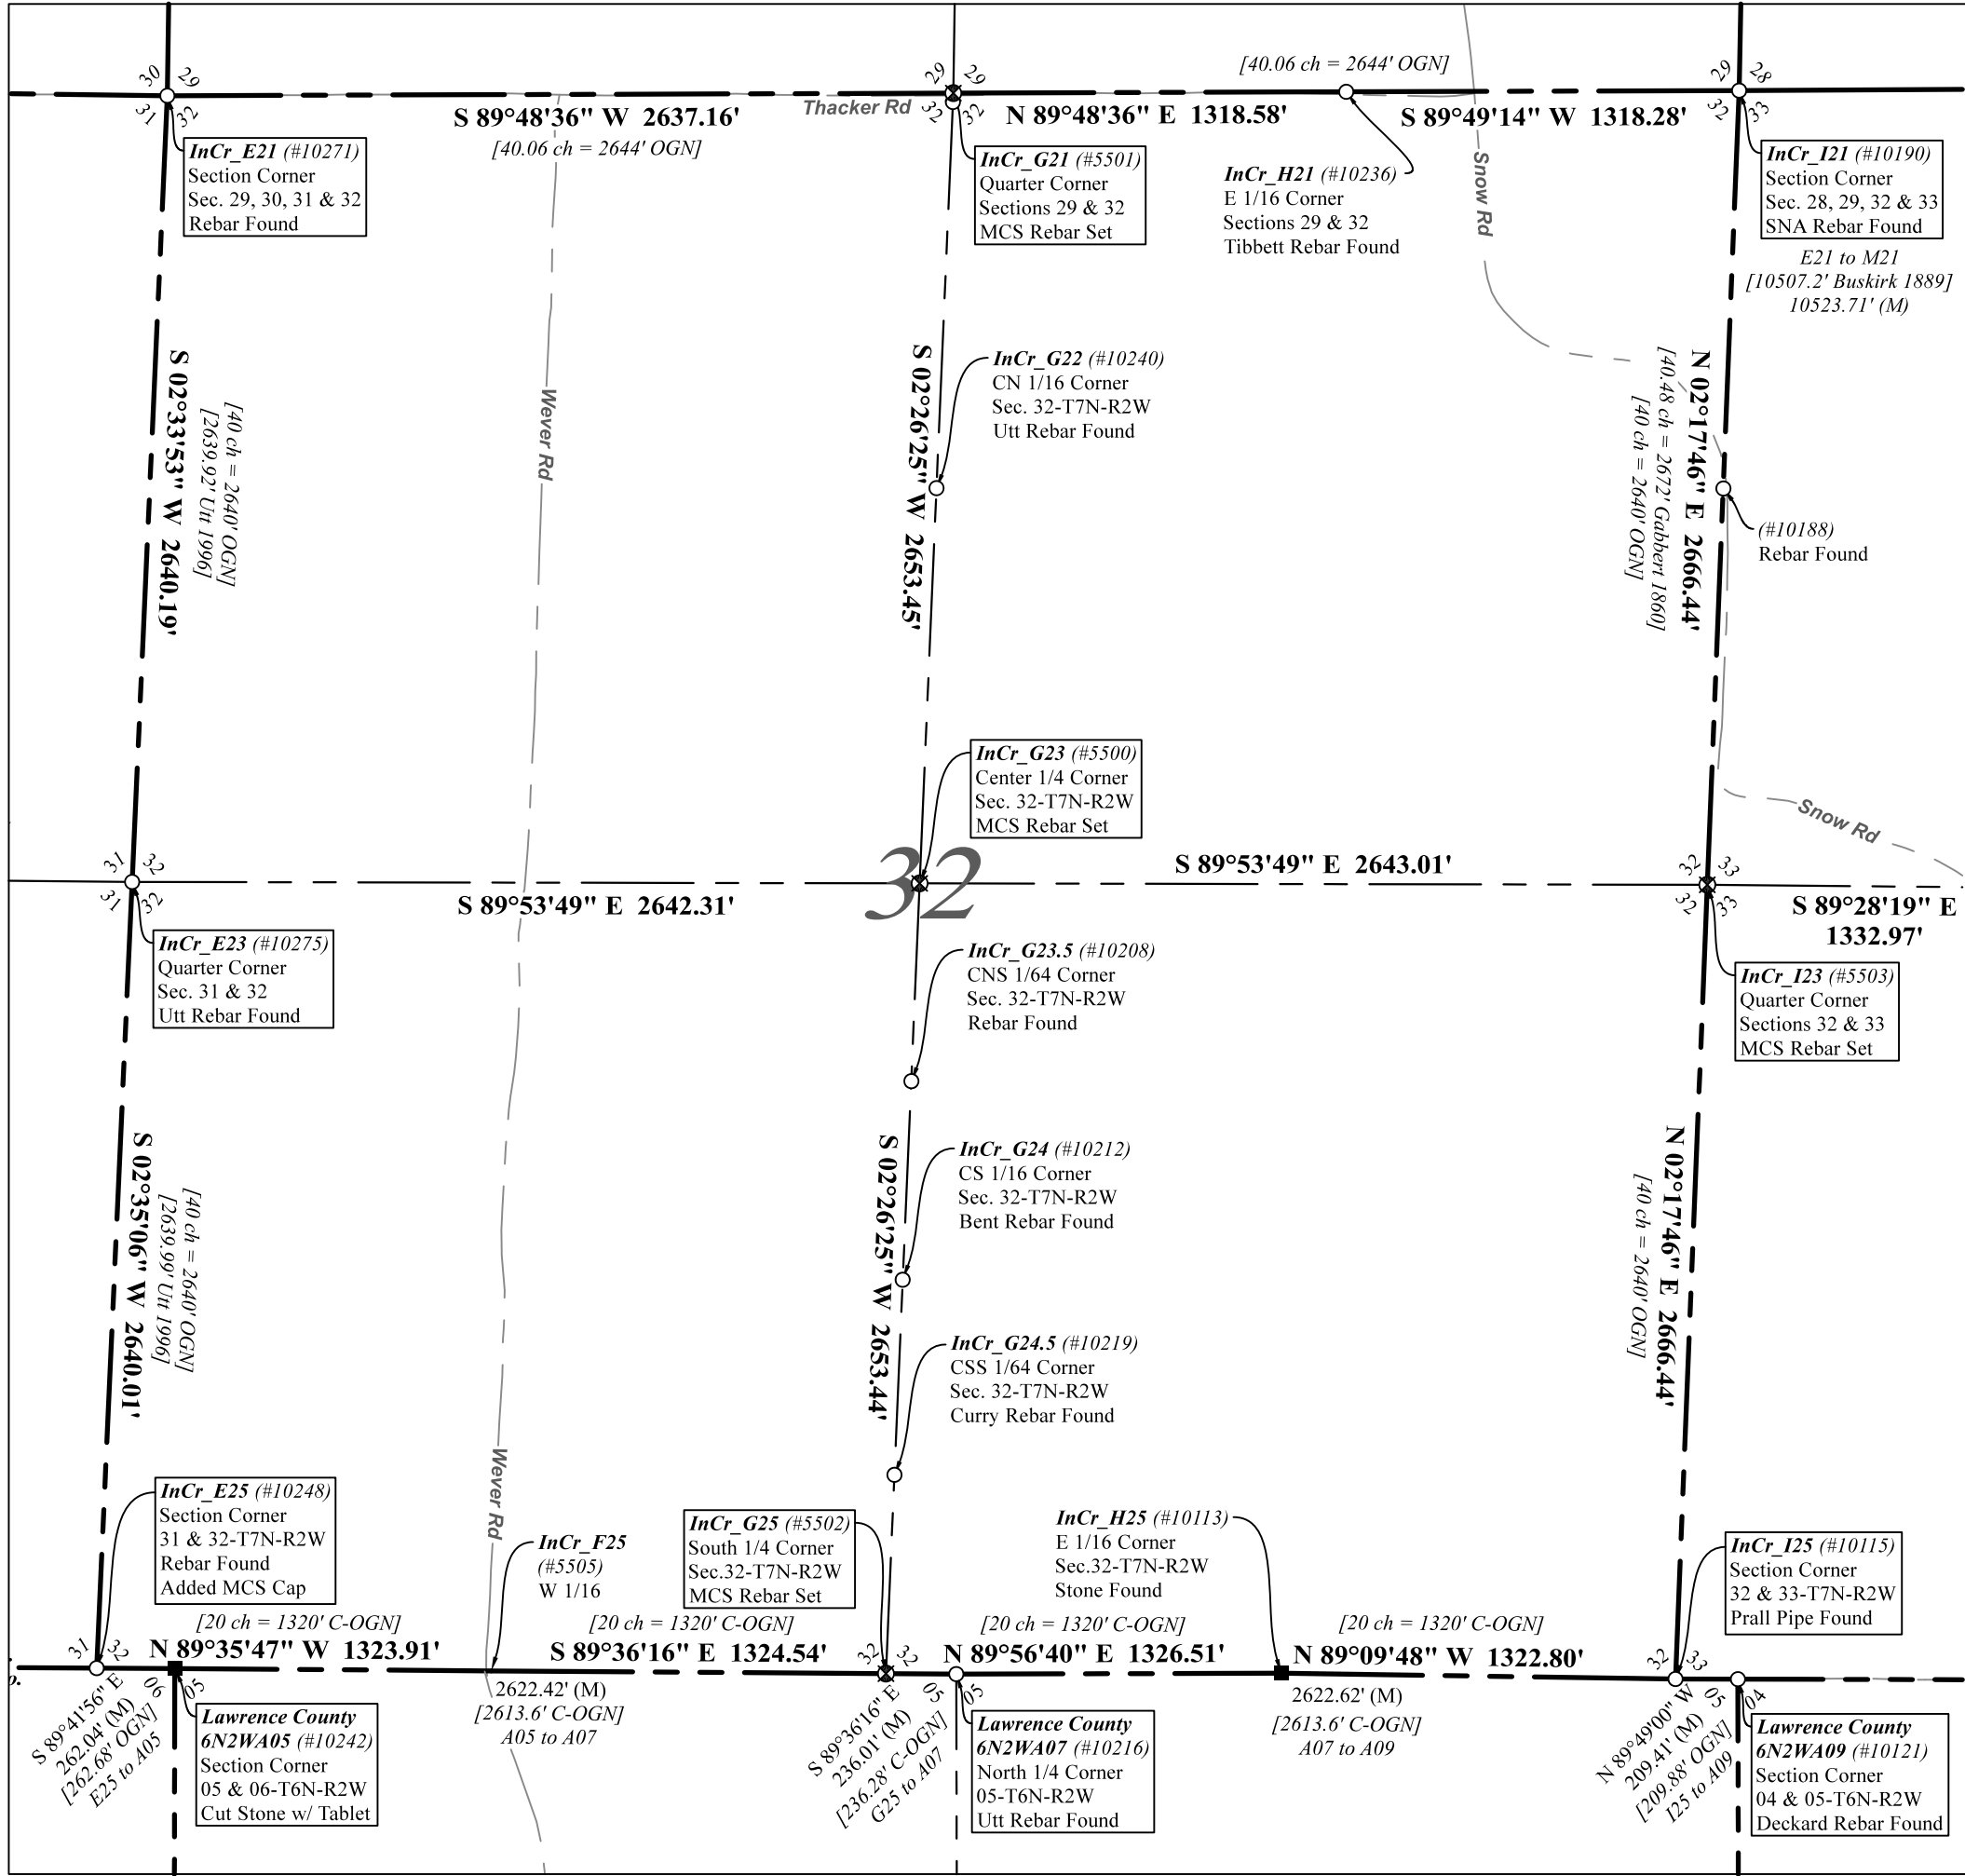 [40.06 ch = 2644' OGN]
30 29
31 32
29 29
32 32
29 28
32 33
S 89°48'36" W 2637.16'
[40.06 ch = 2644' OGN]
Thacker Rd
N 89°48'36" E 1318.58'
S 89°49'14" W 1318.28'
InCr_E21 (#10271)
Section Corner
Sec. 29, 30, 31 & 32
Rebar Found
InCr_G21 (#5501)
Quarter Corner
Sections 29 & 32
MCS Rebar Set
InCr_H21 (#10236)
E 1/16 Corner
Sections 29 & 32
Tibbett Rebar Found
Snow Rd
InCr_I21 (#10190)
Section Corner
Sec. 28, 29, 32 & 33
SNA Rebar Found
E21 to M21
[10507.2' Buskirk 1889]
10523.71' (M)
S 02°33'53" W 2640.19'
[40 ch = 2640' OGN]
[2639.92' Utt 1996]
Wever Rd
S 02°26'25" W 2653.45'
InCr_G22 (#10240)
CN 1/16 Corner
Sec. 32-T7N-R2W
Utt Rebar Found
N 02°17'46" E 2666.44'
[40.48 ch = 2672' Gabbert 1860]
[40 ch = 2640' OGN]
(#10188)
Rebar Found
InCr_G23 (#5500)
Center 1/4 Corner
Sec. 32-T7N-R2W
MCS Rebar Set
Snow Rd
31 32
31 32
32
32 33
32 33
S 89°53'49" E 2642.31'
S 89°53'49" E 2643.01'
S 89°28'19" E
1332.97'
InCr_E23 (#10275)
Quarter Corner
Sec. 31 & 32
Utt Rebar Found
InCr_G23.5 (#10208)
CNS 1/64 Corner
Sec. 32-T7N-R2W
Rebar Found
InCr_I23 (#5503)
Quarter Corner
Sections 32 & 33
MCS Rebar Set
S 02°35'06" W 2640.01'
[40 ch = 2640' OGN]
[2639.99' Utt 1996]
S 02°26'25" W 2653.44'
InCr_G24 (#10212)
CS 1/16 Corner
Sec. 32-T7N-R2W
Bent Rebar Found
N 02°17'46" E 2666.44'
[40 ch = 2640' OGN]
InCr_G24.5 (#10219)
CSS 1/64 Corner
Sec. 32-T7N-R2W
Curry Rebar Found
Wever Rd
InCr_E25 (#10248)
Section Corner
31 & 32-T7N-R2W
Rebar Found
Added MCS Cap
InCr_F25
(#5505)
W 1/16
InCr_G25 (#5502)
South 1/4 Corner
Sec.32-T7N-R2W
MCS Rebar Set
InCr_H25 (#10113)
E 1/16 Corner
Sec.32-T7N-R2W
Stone Found
InCr_I25 (#10115)
Section Corner
32 & 33-T7N-R2W
Prall Pipe Found
[20 ch = 1320' C-OGN]
[20 ch = 1320' C-OGN]
[20 ch = 1320' C-OGN]
[20 ch = 1320' C-OGN]
31 32
N 89°35'47" W 1323.91'
S 89°36'16" E 1324.54'
32 32
N 89°56'40" E 1326.51'
N 89°09'48" W 1322.80'
32 33
06 05
05 05
05 04
S 89°41'56" E
262.04' (M)
[262.68' OGN]
E25 to A05
Lawrence County
6N2WA05 (#10242)
Section Corner
05 & 06-T6N-R2W
Cut Stone w/ Tablet
2622.42' (M)
[2613.6' C-OGN]
A05 to A07
S 89°36'16" E
236.01' (M)
[236.28' C-OGN]
G25 to A07
Lawrence County
6N2WA07 (#10216)
North 1/4 Corner
05-T6N-R2W
Utt Rebar Found
2622.62' (M)
[2613.6' C-OGN]
A07 to A09
N 89°49'00" W
209.41' (M)
[209.88' OGN]
I25 to A09
Lawrence County
6N2WA09 (#10121)
Section Corner
04 & 05-T6N-R2W
Deckard Rebar Found